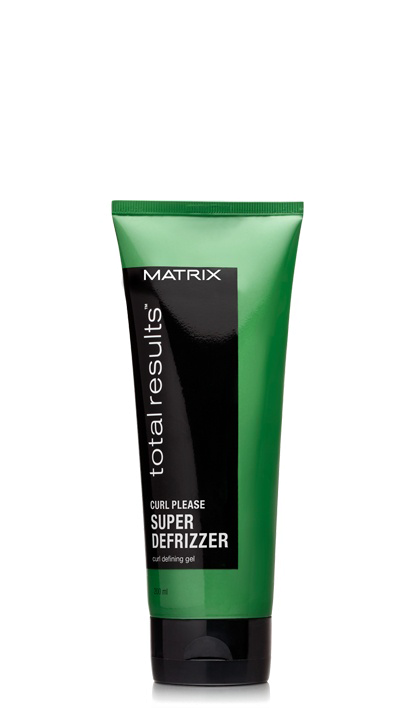 MATRIX
total results™
CURL PLEASE
SUPER
DEFRIZZER
curl defining gel